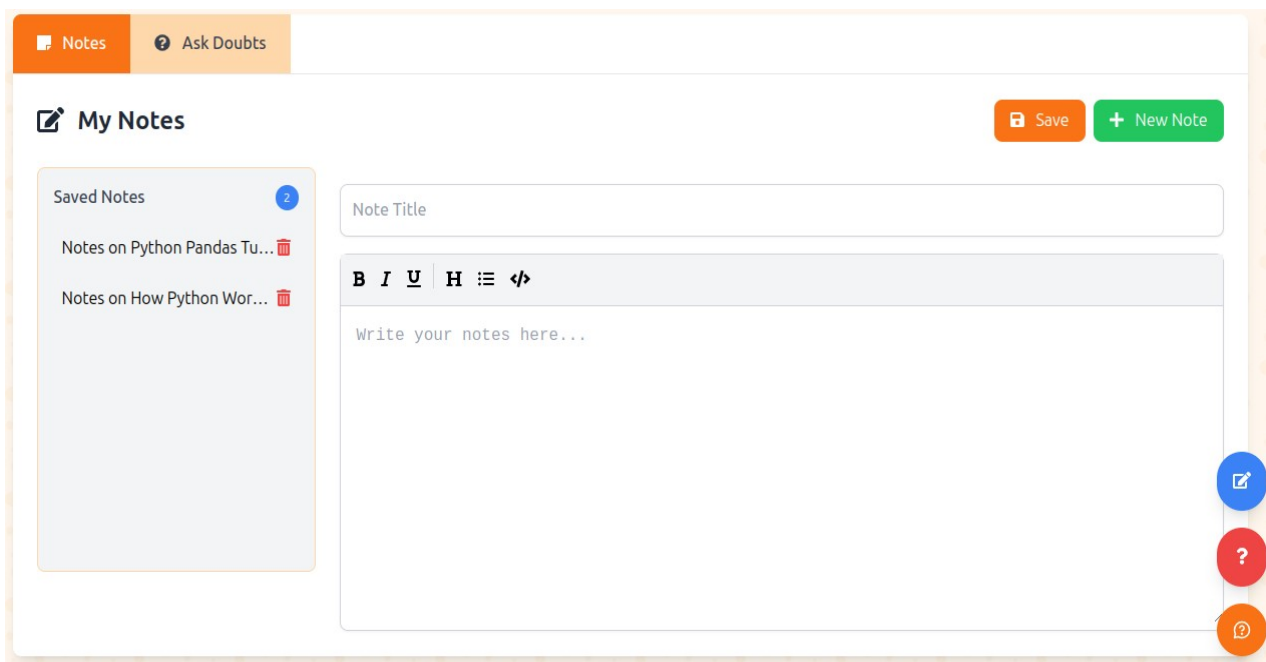 Notes
Ask Doubts
My Notes
Save
New Note
Saved Notes
2
Notes on Python Pandas Tu...
Notes on How Python Wor...
Note Title
B I U H </>
Write your notes here...
?
?